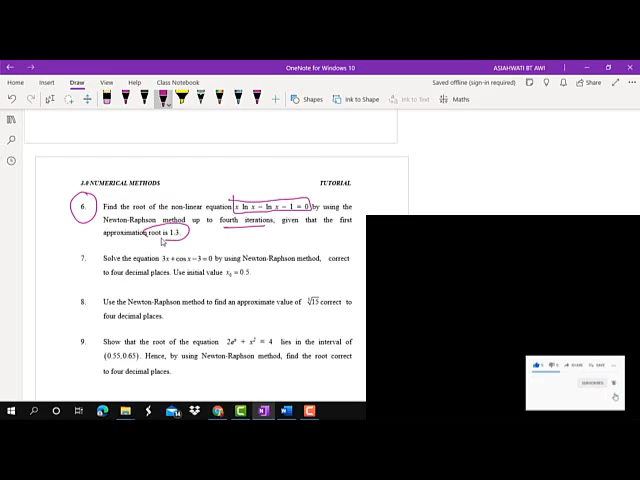 OneNote for Windows 10
ASIAHWATI BT AWI
Home Insert Draw View Help Class Notebook
Saved offline (sign-in required)
Share
Shapes Ink to Shape Ink to Text Maths
3.0 NUMERICAL METHODS TUTORIAL
6. Find the root of the non-linear equation x ln x − ln x − 1 = 0 by using the
Newton-Raphson method up to fourth iterations, given that the first
approximation root is 1.3.
7. Solve the equation 3x + cos x − 3 = 0 by using Newton-Raphson method, correct
to four decimal places. Use initial value x₀ = 0.5.
8. Use the Newton-Raphson method to find an approximate value of ∛15 correct to
four decimal places.
9. Show that the root of the equation 2eˣ + x² = 4 lies in the interval of
(0.55,0.65). Hence, by using Newton-Raphson method, find the root correct
to four decimal places.
SHARE SAVE
SUBSCRIBED